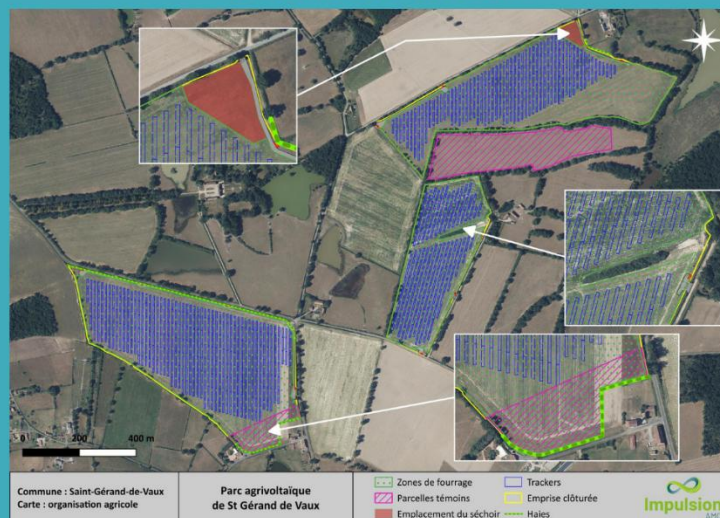 0 200 400 m
Commune : Saint-Gérand-de-Vaux
Carte : organisation agricole
Parc agrivoltaïque
de St Gérand de Vaux
Zones de fourrage
Parcelles témoins
Emplacement du séchoir
Trackers
Emprise clôturée
Haies
Impulsion